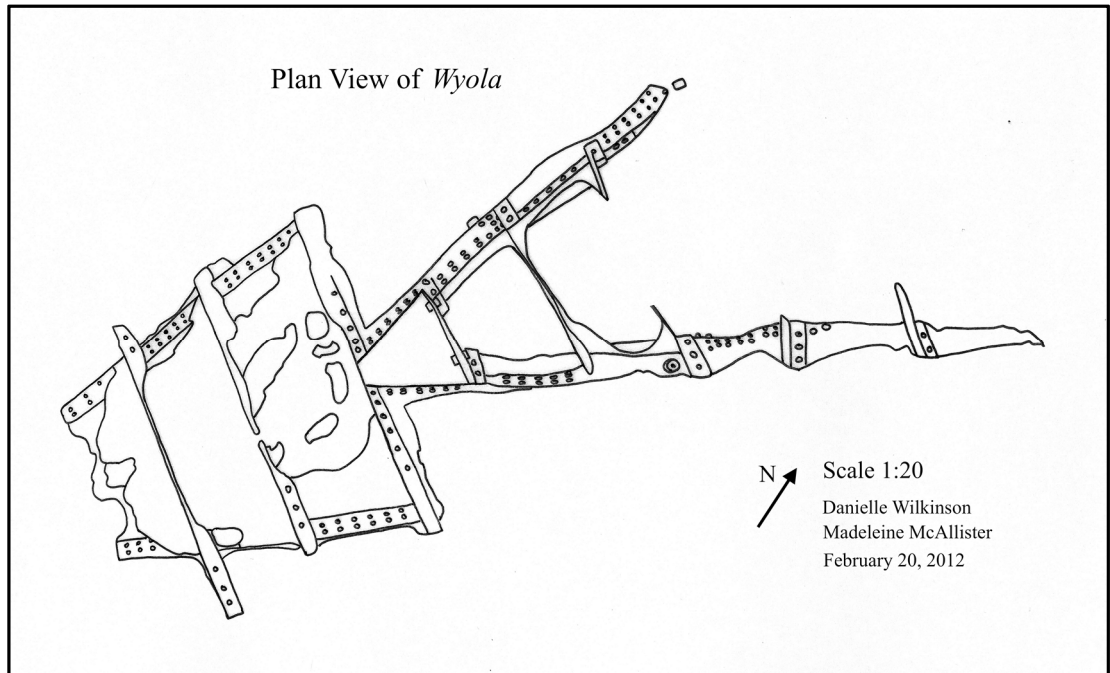 Plan View of Wyola
N
Scale 1:20
Danielle Wilkinson
Madeleine McAllister
February 20, 2012